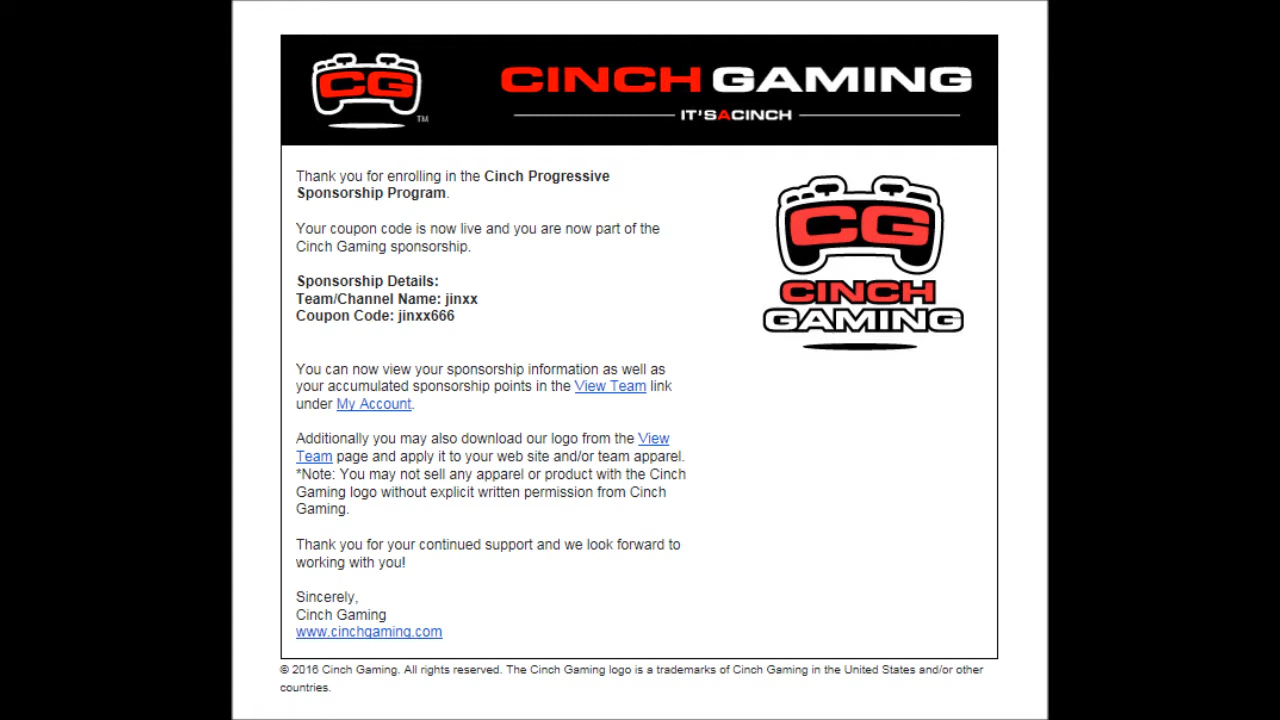 CG
TM
CINCH GAMING
IT'SACINCH
Thank you for enrolling in the Cinch Progressive
Sponsorship Program.
Your coupon code is now live and you are now part of the
Cinch Gaming sponsorship.
Sponsorship Details:
Team/Channel Name: jinxx
Coupon Code: jinxx666
CG
CINCH
GAMING
You can now view your sponsorship information as well as
your accumulated sponsorship points in the View Team link
under My Account.
Additionally you may also download our logo from the View
Team page and apply it to your web site and/or team apparel.
*Note: You may not sell any apparel or product with the Cinch
Gaming logo without explicit written permission from Cinch
Gaming.
Thank you for your continued support and we look forward to
working with you!
Sincerely,
Cinch Gaming
www.cinchgaming.com
© 2016 Cinch Gaming. All rights reserved. The Cinch Gaming logo is a trademarks of Cinch Gaming in the United States and/or other
countries.